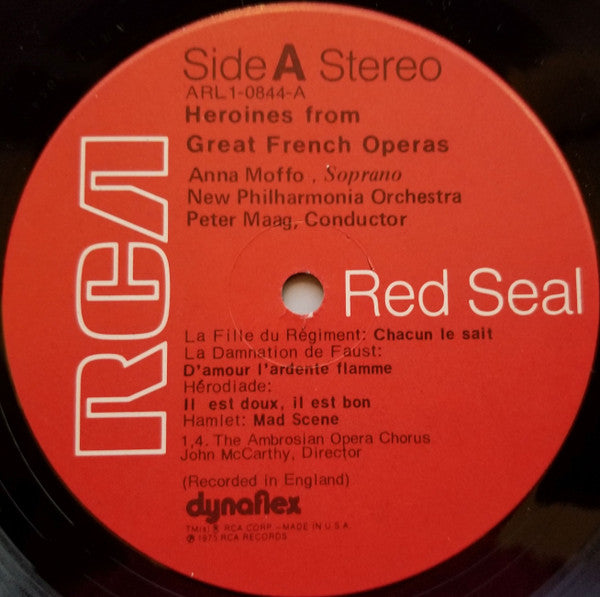 Side A Stereo
ARL1-0844-A
Heroines from
Great French Operas
Anna Moffo, Soprano
New Philharmonia Orchestra
Peter Maag, Conductor
RCA
Red Seal
La Fille du Régiment: Chacun le sait
La Damnation de Faust:
D'amour l'ardente flamme
Hérodiade:
Il est doux, il est bon
Hamlet: Mad Scene
1,4. The Ambrosian Opera Chorus
John McCarthy, Director
(Recorded in England)
dynaflex
TM(s) ® RCA CORP.-MADE IN U.S.A.
℗ 1975 RCA RECORDS